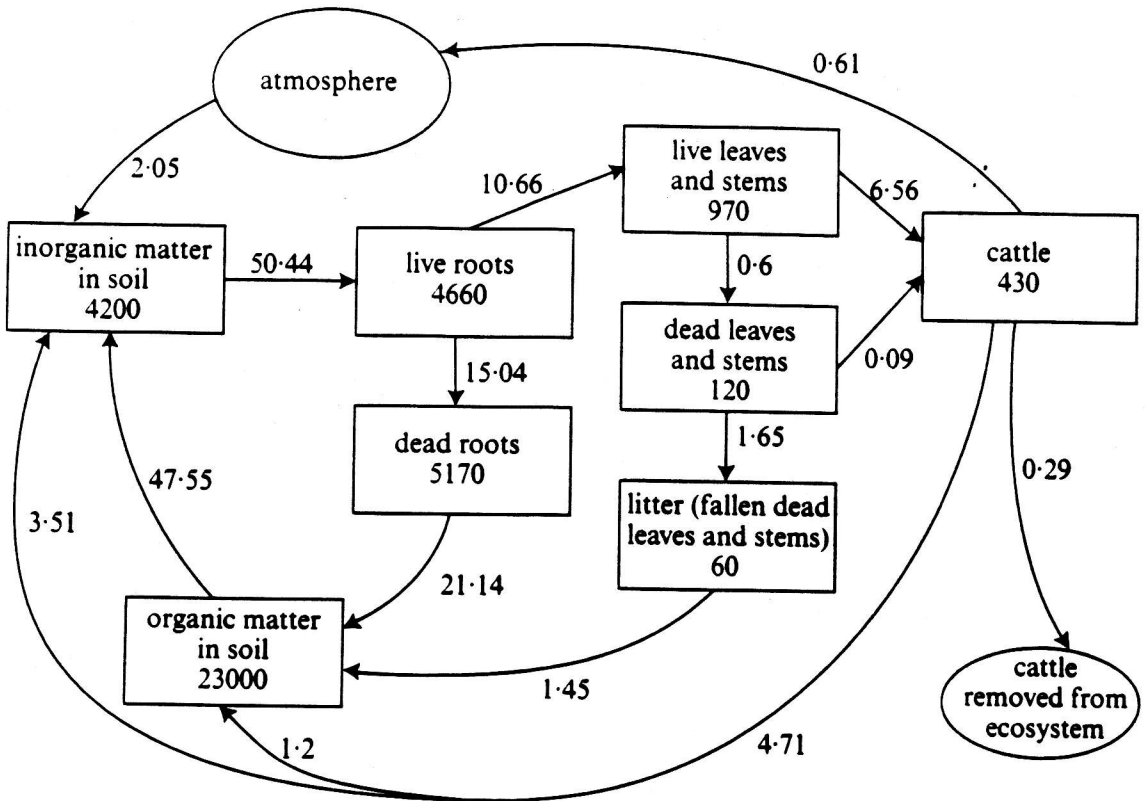 atmosphere
0·61
2·05
10·66
live leaves
and stems
970
6·56
inorganic matter
in soil
4200
50·44
live roots
4660
0·6
cattle
430
dead leaves
and stems
120
0·09
15·04
1·65
dead roots
5170
47·55
3·51
litter (fallen dead
leaves and stems)
60
0·29
21·14
organic matter
in soil
23000
1·45
1·2
4·71
cattle
removed from
ecosystem